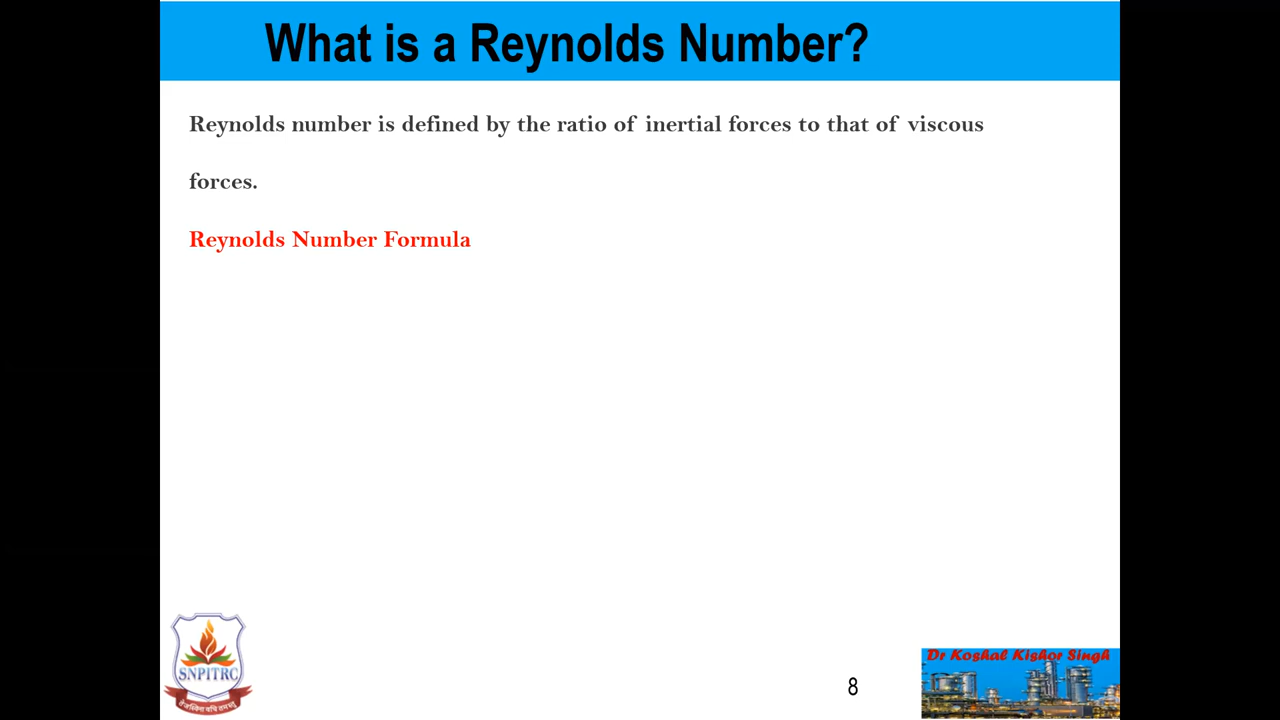 What is a Reynolds Number?
Reynolds number is defined by the ratio of inertial forces to that of viscous
forces.
Reynolds Number Formula
SNPITRC
8
Dr Koshal Kishor Singh